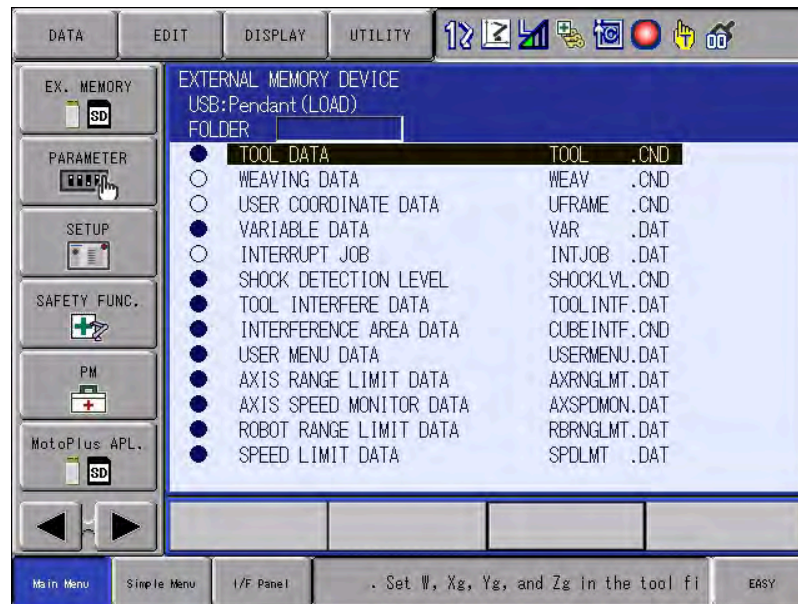 DATA EDIT DISPLAY UTILITY
EX. MEMORY
SD
PARAMETER
SETUP
SAFETY FUNC.
PM
MotoPlus APL.
SD
EXTERNAL MEMORY DEVICE
USB:Pendant(LOAD)
FOLDER
TOOL DATA TOOL .CND
WEAVING DATA WEAV .CND
USER COORDINATE DATA UFRAME .CND
VARIABLE DATA VAR .DAT
INTERRUPT JOB INTJOB .DAT
SHOCK DETECTION LEVEL SHOCKLVL.CND
TOOL INTERFERE DATA TOOLINTF.DAT
INTERFERENCE AREA DATA CUBEINTF.CND
USER MENU DATA USERMENU.DAT
AXIS RANGE LIMIT DATA AXRNGLMT.DAT
AXIS SPEED MONITOR DATA AXSPDMON.DAT
ROBOT RANGE LIMIT DATA RBRNGLMT.DAT
SPEED LIMIT DATA SPDLMT .DAT
Main Menu Simple Menu I/F Panel . Set W, Xg, Yg, and Zg in the tool fi EASY